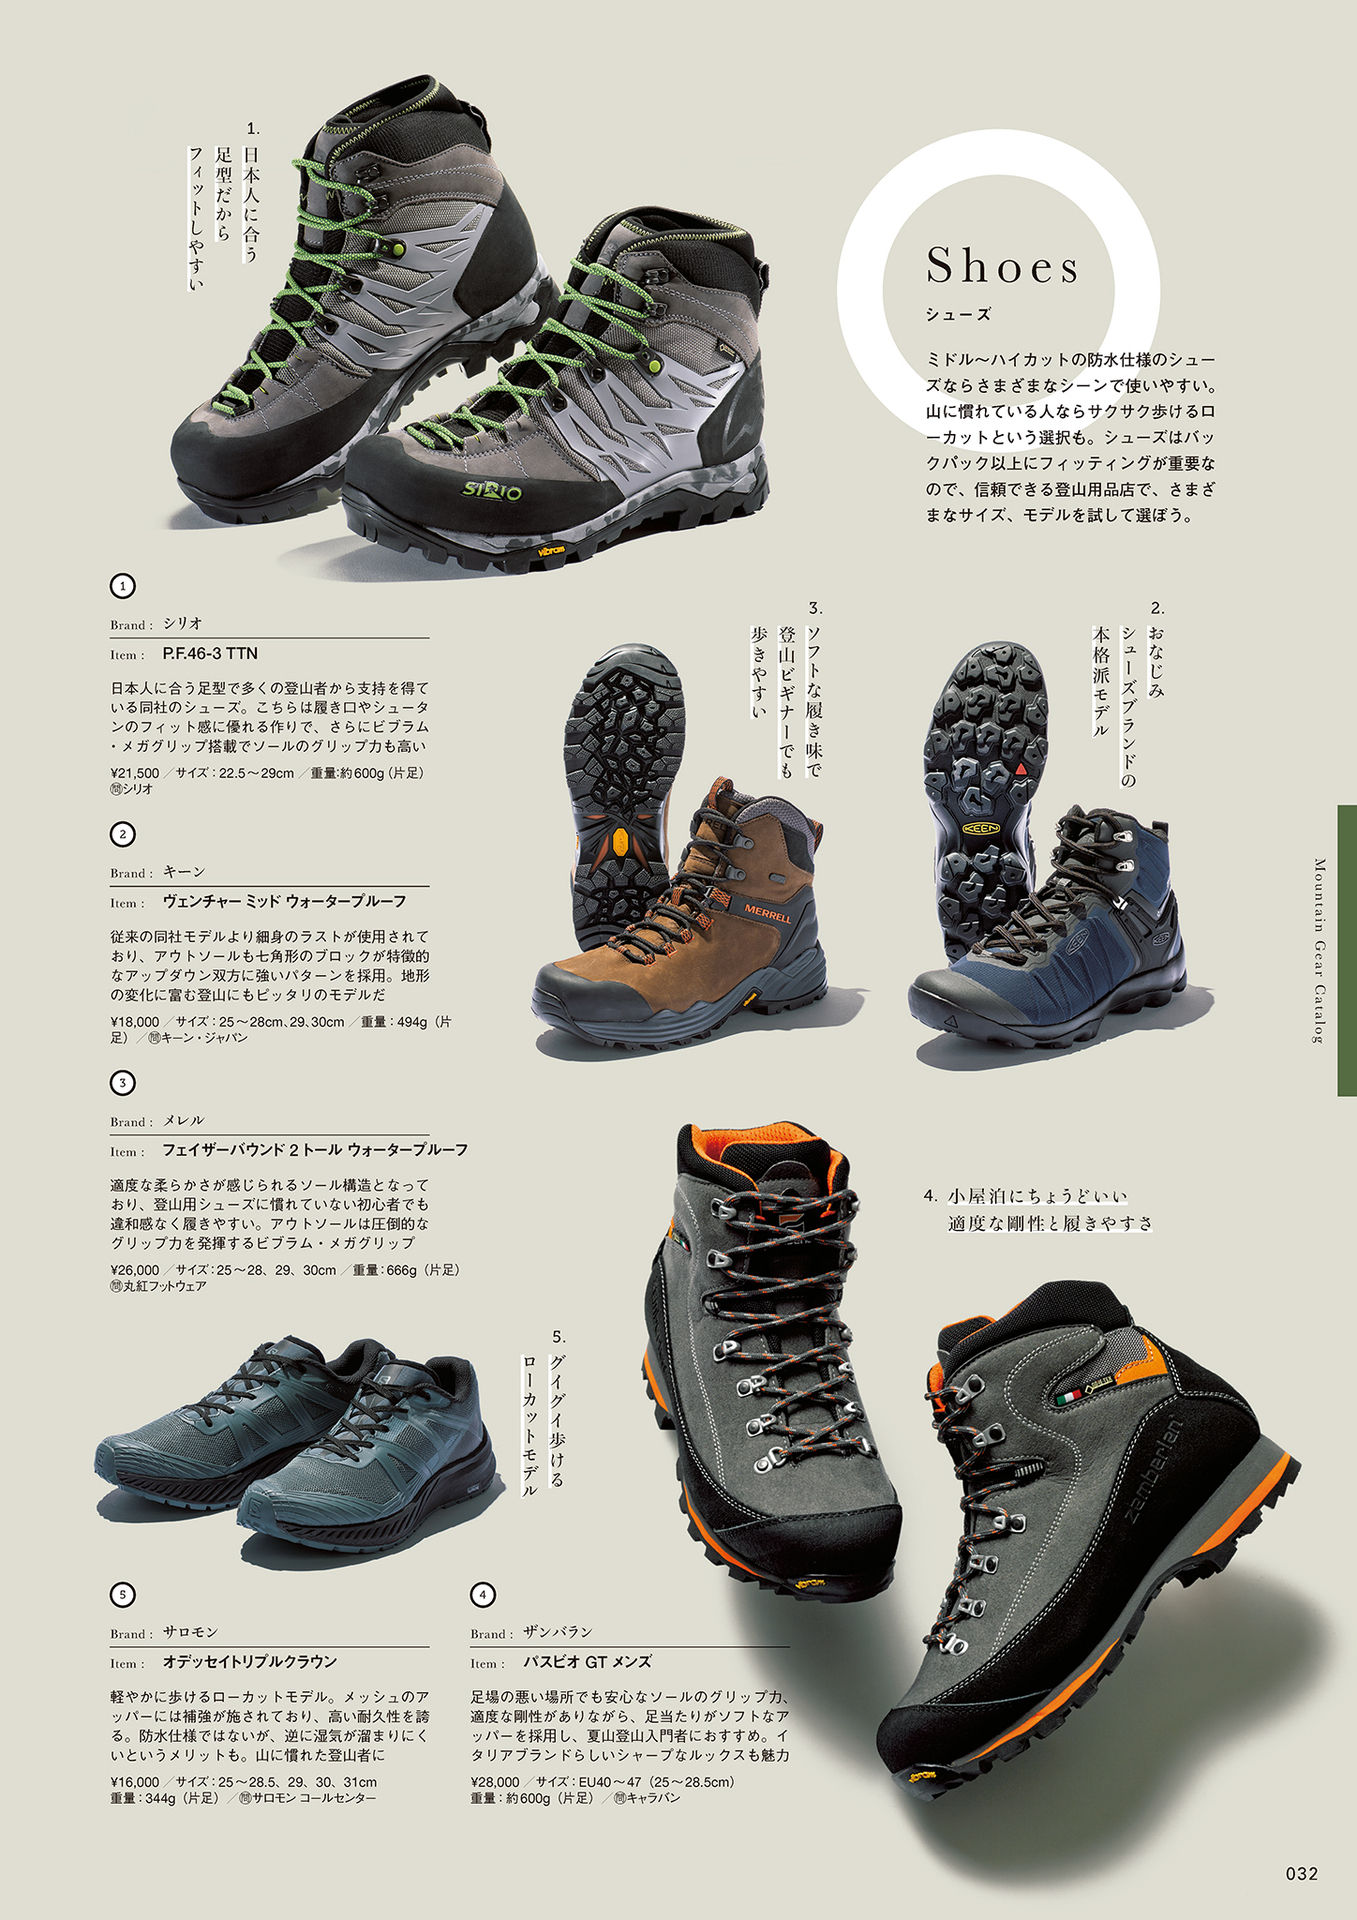 1.
日本人に合う
足型だから
フィットしやすい
Shoes
シューズ
ミドル〜ハイカットの防水仕様のシュー
ズならさまざまなシーンで使いやすい。
山に慣れている人ならサクサク歩けるロ
ーカットという選択も。シューズはバッ
クパック以上にフィッティングが重要な
ので、信頼できる登山用品店で、さまざ
まなサイズ、モデルを試して選ぼう。
SIRIO
vibram
1
Brand : シリオ
Item : P.F.46-3 TTN
日本人に合う足型で多くの登山者から支持を得て
いる同社のシューズ。こちらは履き口やシュータ
ンのフィット感に優れる作りで、さらにビブラム
・メガグリップ搭載でソールのグリップ力も高い
¥21,500 ／サイズ：22.5〜29cm ／重量:約600g（片足）
㉄シリオ
2
Brand : キーン
Item : ヴェンチャー ミッド ウォータープルーフ
従来の同社モデルより細身のラストが使用されて
おり、アウトソールも七角形のブロックが特徴的
なアップダウン双方に強いパターンを採用。地形
の変化に富む登山にもピッタリのモデルだ
¥18,000 ／サイズ：25〜28cm、29、30cm ／重量：494g（片
足）／㉄キーン・ジャパン
3
Brand : メレル
Item : フェイザーバウンド 2 トール ウォータープルーフ
適度な柔らかさが感じられるソール構造となって
おり、登山用シューズに慣れていない初心者でも
違和感なく履きやすい。アウトソールは圧倒的な
グリップ力を発揮するビブラム・メガグリップ
¥26,000 ／サイズ：25〜28、29、30cm ／重量：666g（片足）
㉄丸紅フットウェア
3.
ソフトな履き味で
登山ビギナーでも
歩きやすい
MERRELL
2.
おなじみ
シューズブランドの
本格派モデル
KEEN
KEEN
Mountain Gear Catalog
4. 小屋泊にちょうどいい
適度な剛性と履きやすさ
zamberlan
vibram
vibram
5.
グイグイ歩ける
ローカットモデル
5
Brand : サロモン
Item : オデッセイトリプルクラウン
軽やかに歩けるローカットモデル。メッシュのア
ッパーには補強が施されており、高い耐久性を誇
る。防水仕様ではないが、逆に湿気が溜まりにく
いというメリットも。山に慣れた登山者に
¥16,000 ／サイズ：25〜28.5、29、30、31cm
重量：344g（片足）／㉄サロモン コールセンター
4
Brand : ザンバラン
Item : パスビオ GT メンズ
足場の悪い場所でも安心なソールのグリップ力、
適度な剛性がありながら、足当たりがソフトなア
ッパーを採用し、夏山登山入門者におすすめ。イ
タリアブランドらしいシャープなルックスも魅力
¥28,000 ／サイズ：EU40〜47（25〜28.5cm）
重量：約600g（片足）／㉄キャラバン
032